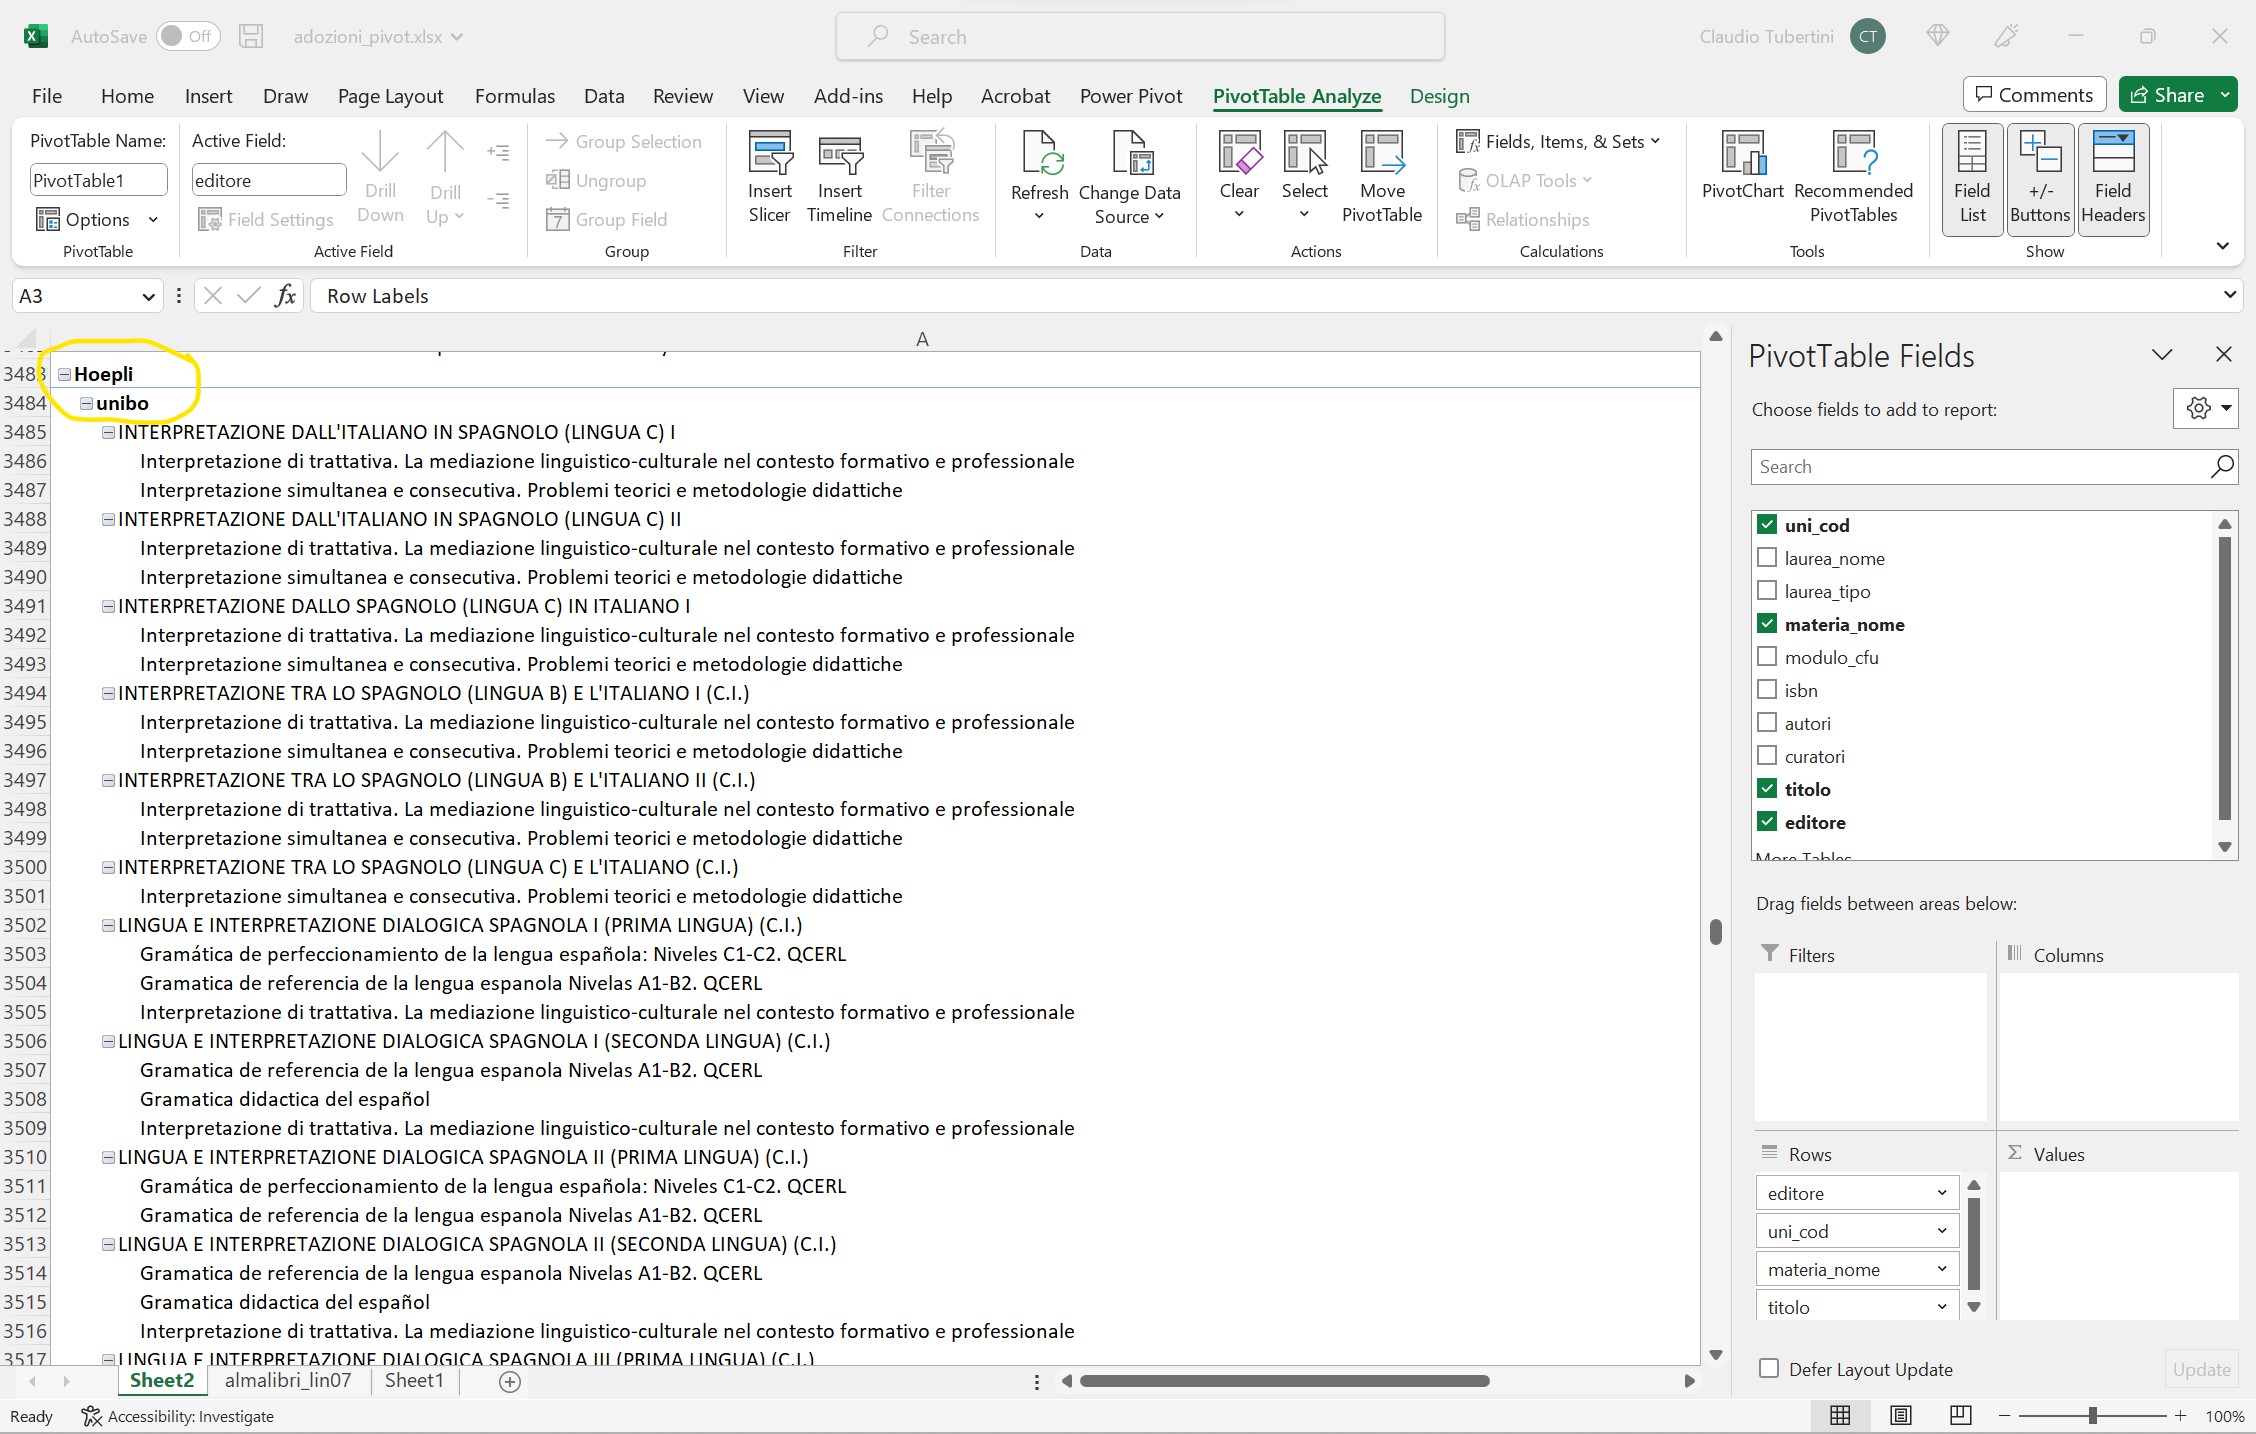 AutoSave Off adozioni_pivot.xlsx Search Claudio Tubertini CT
File Home Insert Draw Page Layout Formulas Data Review View Add-ins Help Acrobat Power Pivot PivotTable Analyze Design Comments Share
PivotTable Name:
PivotTable1
Options
PivotTable
Active Field:
editore
Field Settings
Drill Down
Drill Up
Active Field
Group Selection
Ungroup
Group Field
Group
Insert Slicer
Insert Timeline
Filter Connections
Filter
Refresh
Change Data Source
Data
Clear
Select
Move PivotTable
Actions
Fields, Items, & Sets
OLAP Tools
Relationships
Calculations
PivotChart
Recommended PivotTables
Tools
Field List
+/- Buttons
Field Headers
Show
A3 fx Row Labels
A
3483 Hoepli
3484 unibo
3485 INTERPRETAZIONE DALL'ITALIANO IN SPAGNOLO (LINGUA C) I
3486 Interpretazione di trattativa. La mediazione linguistico-culturale nel contesto formativo e professionale
3487 Interpretazione simultanea e consecutiva. Problemi teorici e metodologie didattiche
3488 INTERPRETAZIONE DALL'ITALIANO IN SPAGNOLO (LINGUA C) II
3489 Interpretazione di trattativa. La mediazione linguistico-culturale nel contesto formativo e professionale
3490 Interpretazione simultanea e consecutiva. Problemi teorici e metodologie didattiche
3491 INTERPRETAZIONE DALLO SPAGNOLO (LINGUA C) IN ITALIANO I
3492 Interpretazione di trattativa. La mediazione linguistico-culturale nel contesto formativo e professionale
3493 Interpretazione simultanea e consecutiva. Problemi teorici e metodologie didattiche
3494 INTERPRETAZIONE TRA LO SPAGNOLO (LINGUA B) E L'ITALIANO I (C.I.)
3495 Interpretazione di trattativa. La mediazione linguistico-culturale nel contesto formativo e professionale
3496 Interpretazione simultanea e consecutiva. Problemi teorici e metodologie didattiche
3497 INTERPRETAZIONE TRA LO SPAGNOLO (LINGUA B) E L'ITALIANO II (C.I.)
3498 Interpretazione di trattativa. La mediazione linguistico-culturale nel contesto formativo e professionale
3499 Interpretazione simultanea e consecutiva. Problemi teorici e metodologie didattiche
3500 INTERPRETAZIONE TRA LO SPAGNOLO (LINGUA C) E L'ITALIANO (C.I.)
3501 Interpretazione simultanea e consecutiva. Problemi teorici e metodologie didattiche
3502 LINGUA E INTERPRETAZIONE DIALOGICA SPAGNOLA I (PRIMA LINGUA) (C.I.)
3503 Gramática de perfeccionamiento de la lengua española: Niveles C1-C2. QCERL
3504 Gramatica de referencia de la lengua espanola Nivelas A1-B2. QCERL
3505 Interpretazione di trattativa. La mediazione linguistico-culturale nel contesto formativo e professionale
3506 LINGUA E INTERPRETAZIONE DIALOGICA SPAGNOLA I (SECONDA LINGUA) (C.I.)
3507 Gramatica de referencia de la lengua espanola Nivelas A1-B2. QCERL
3508 Gramatica didactica del español
3509 Interpretazione di trattativa. La mediazione linguistico-culturale nel contesto formativo e professionale
3510 LINGUA E INTERPRETAZIONE DIALOGICA SPAGNOLA II (PRIMA LINGUA) (C.I.)
3511 Gramática de perfeccionamiento de la lengua española: Niveles C1-C2. QCERL
3512 Gramatica de referencia de la lengua espanola Nivelas A1-B2. QCERL
3513 LINGUA E INTERPRETAZIONE DIALOGICA SPAGNOLA II (SECONDA LINGUA) (C.I.)
3514 Gramatica de referencia de la lengua espanola Nivelas A1-B2. QCERL
3515 Gramatica didactica del español
3516 Interpretazione di trattativa. La mediazione linguistico-culturale nel contesto formativo e professionale
3517 LINGUA E INTERPRETAZIONE DIALOGICA SPAGNOLA III (PRIMA LINGUA) (C.I.)
PivotTable Fields
Choose fields to add to report:
Search
uni_cod
laurea_nome
laurea_tipo
materia_nome
modulo_cfu
isbn
autori
curatori
titolo
editore
More Tables
Drag fields between areas below:
Filters Columns
Rows Values
editore
uni_cod
materia_nome
titolo
Defer Layout Update Update
Sheet2 almalibri_lin07 Sheet1
Ready Accessibility: Investigate 100%